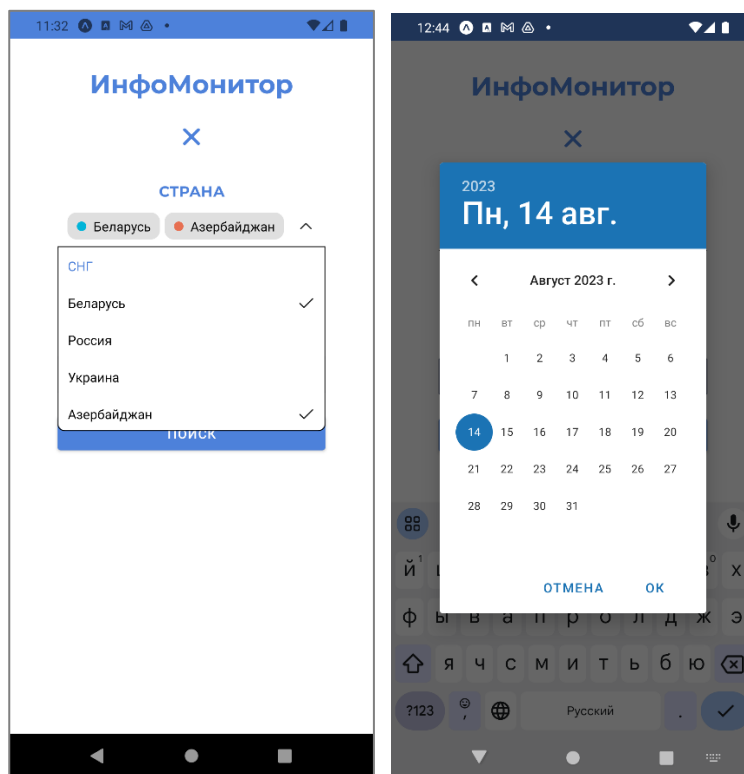 11:32
ИнфоМонитор
СТРАНА
Беларусь
Азербайджан
СНГ
Беларусь
Россия
Украина
Азербайджан
ПОИСК
12:44
ИнфоМонитор
2023
Пн, 14 авг.
Август 2023 г.
пн вт ср чт пт сб вс
1 2 3 4 5 6
7 8 9 10 11 12 13
14 15 16 17 18 19 20
21 22 23 24 25 26 27
28 29 30 31
ОТМЕНА ОК
й 1 0 х
ф ы в а п р о л д ж э
я ч с м и т ь б ю
?123 , Русский .